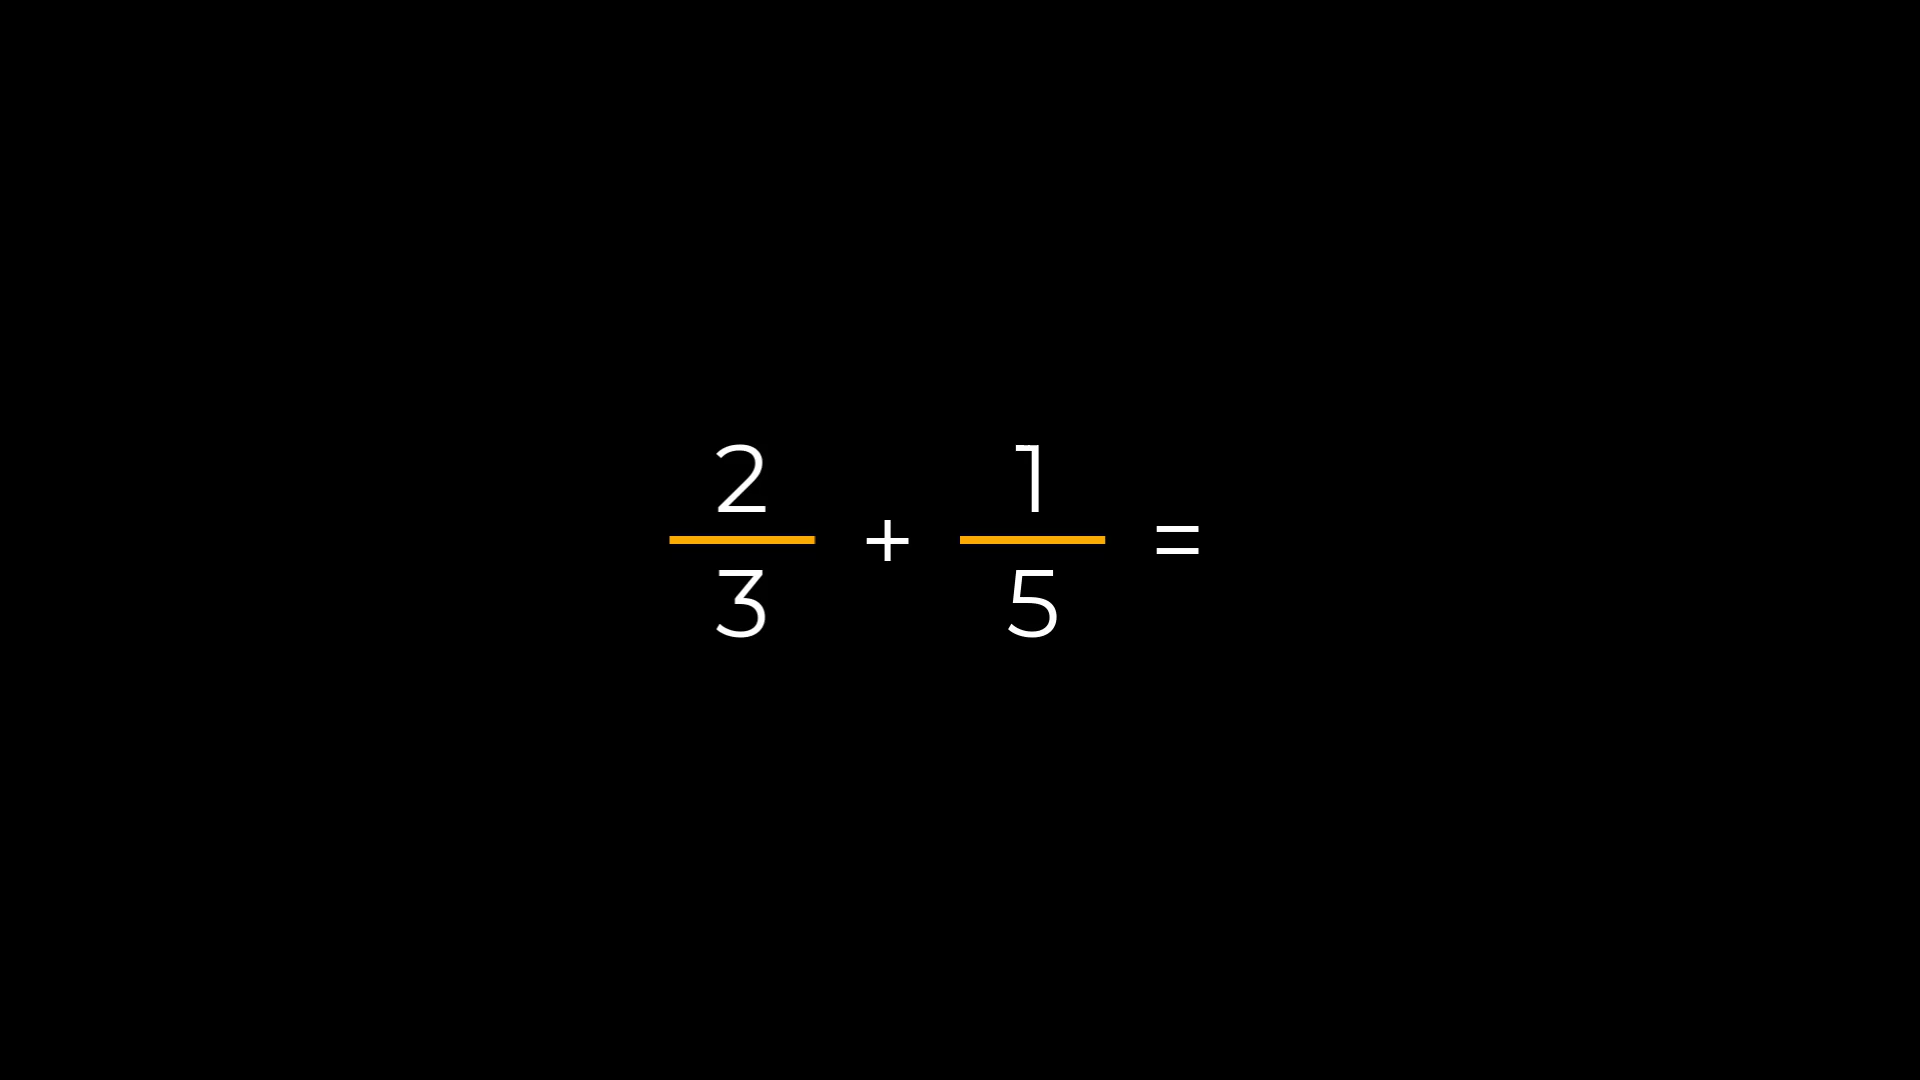 2/3 + 1/5 =